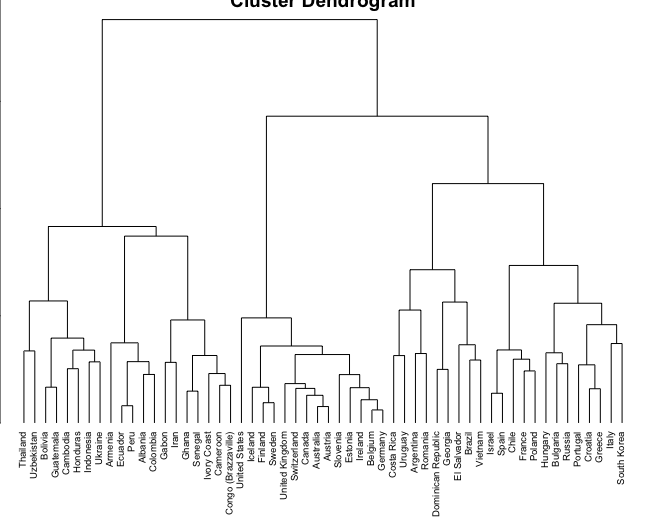 Cluster Dendrogram
Thailand
Uzbekistan
Bolivia
Guatemala
Cambodia
Honduras
Indonesia
Ukraine
Armenia
Ecuador
Peru
Albania
Colombia
Gabon
Iran
Ghana
Senegal
Ivory Coast
Cameroon
Congo (Brazzaville)
United States
Iceland
Finland
Sweden
United Kingdom
Switzerland
Canada
Australia
Austria
Slovenia
Estonia
Ireland
Belgium
Germany
Costa Rica
Uruguay
Argentina
Romania
Dominican Republic
Georgia
El Salvador
Brazil
Vietnam
Israel
Spain
Chile
France
Poland
Hungary
Bulgaria
Russia
Portugal
Croatia
Greece
Italy
South Korea